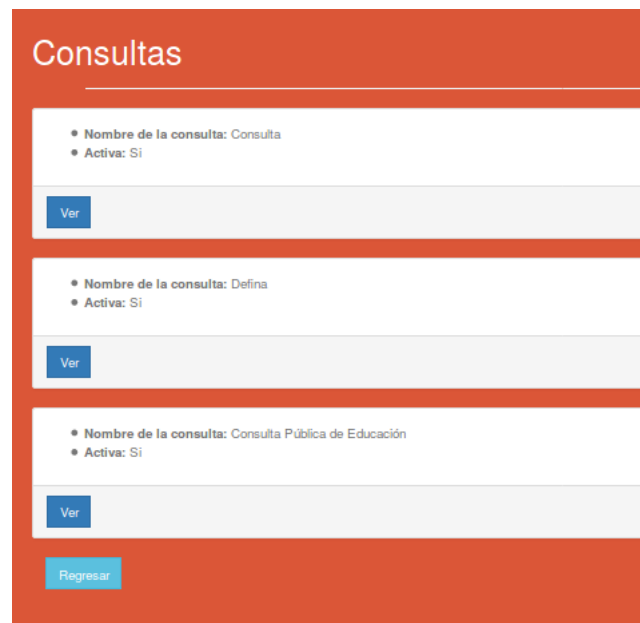 Consultas
Nombre de la consulta: Consulta
Activa: Si
Ver
Nombre de la consulta: Defina
Activa: Si
Ver
Nombre de la consulta: Consulta Pública de Educación
Activa: Si
Ver
Regresar